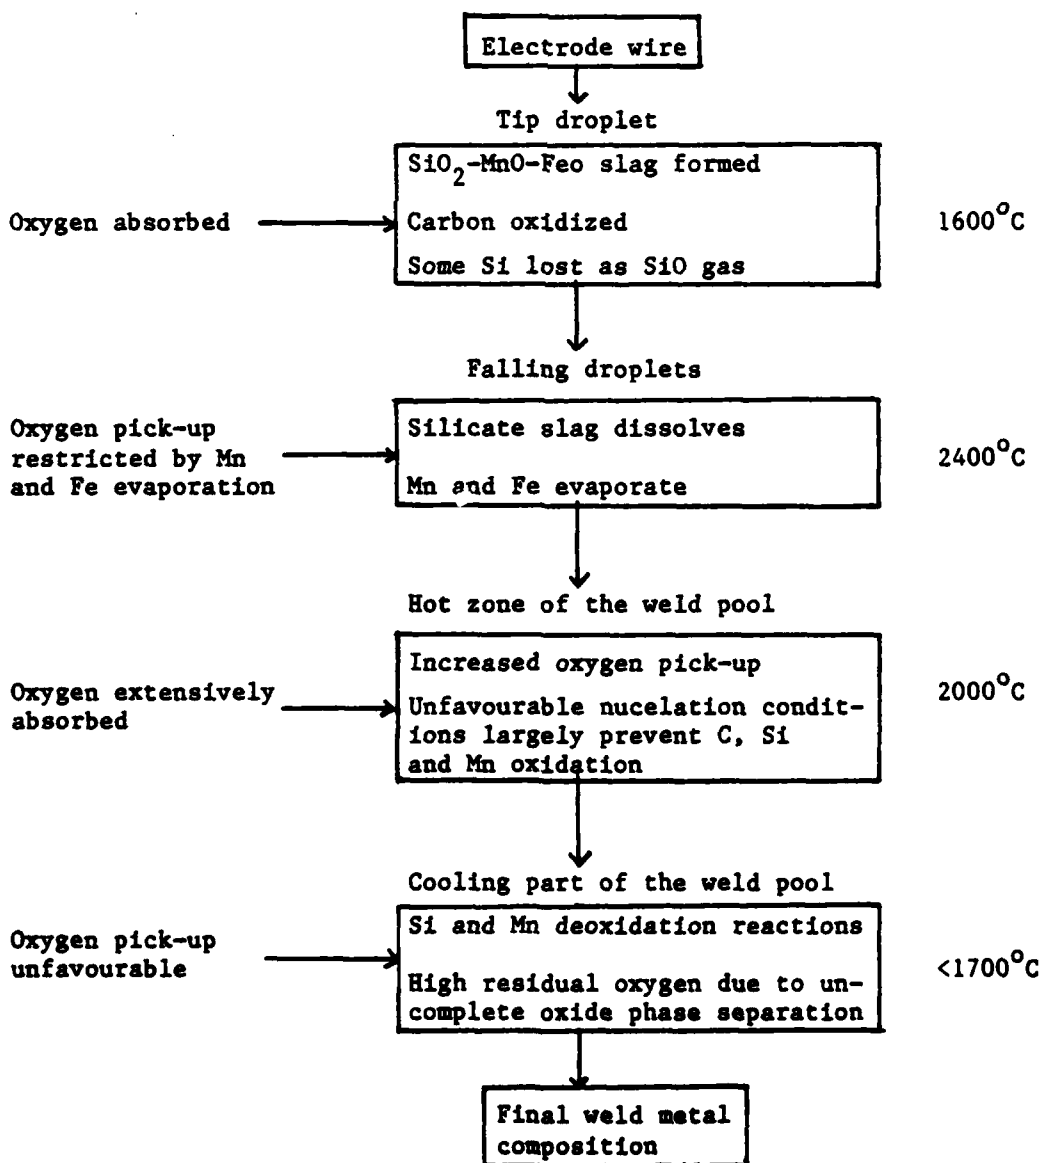 Electrode wire
Tip droplet
SiO2-MnO-Feo slag formed
Oxygen absorbed
Carbon oxidized
1600°C
Some Si lost as SiO gas
Falling droplets
Oxygen pick-up
restricted by Mn
and Fe evaporation
Silicate slag dissolves
Mn and Fe evaporate
2400°C
Hot zone of the weld pool
Oxygen extensively
absorbed
Increased oxygen pick-up
Unfavourable nucelation condit-
ions largely prevent C, Si
and Mn oxidation
2000°C
Cooling part of the weld pool
Oxygen pick-up
unfavourable
Si and Mn deoxidation reactions
High residual oxygen due to un-
complete oxide phase separation
<1700°C
Final weld metal
composition